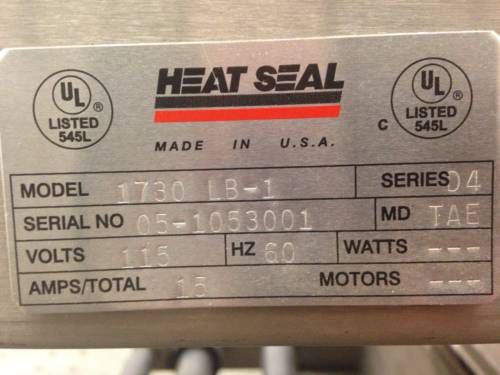 UL ® LISTED 545L
HEAT SEAL
C UL ® LISTED 545L
MADE IN U.S.A.
MODEL 1730 LB-1 SERIES D4
SERIAL NO 05-1053001 MD TAE
VOLTS 115 HZ 60 WATTS ---
AMPS/TOTAL 15 MOTORS ---